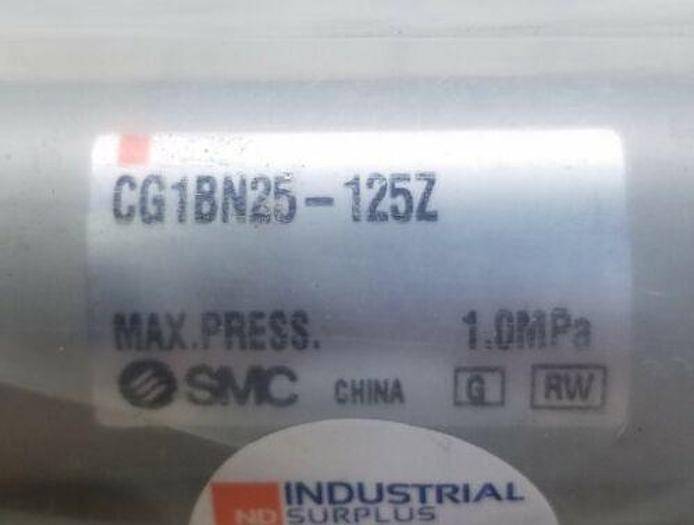 CG1BN25-125Z
MAX.PRESS. 1.0MPa
SMC CHINA G RW
ND INDUSTRIAL
SURPLUS